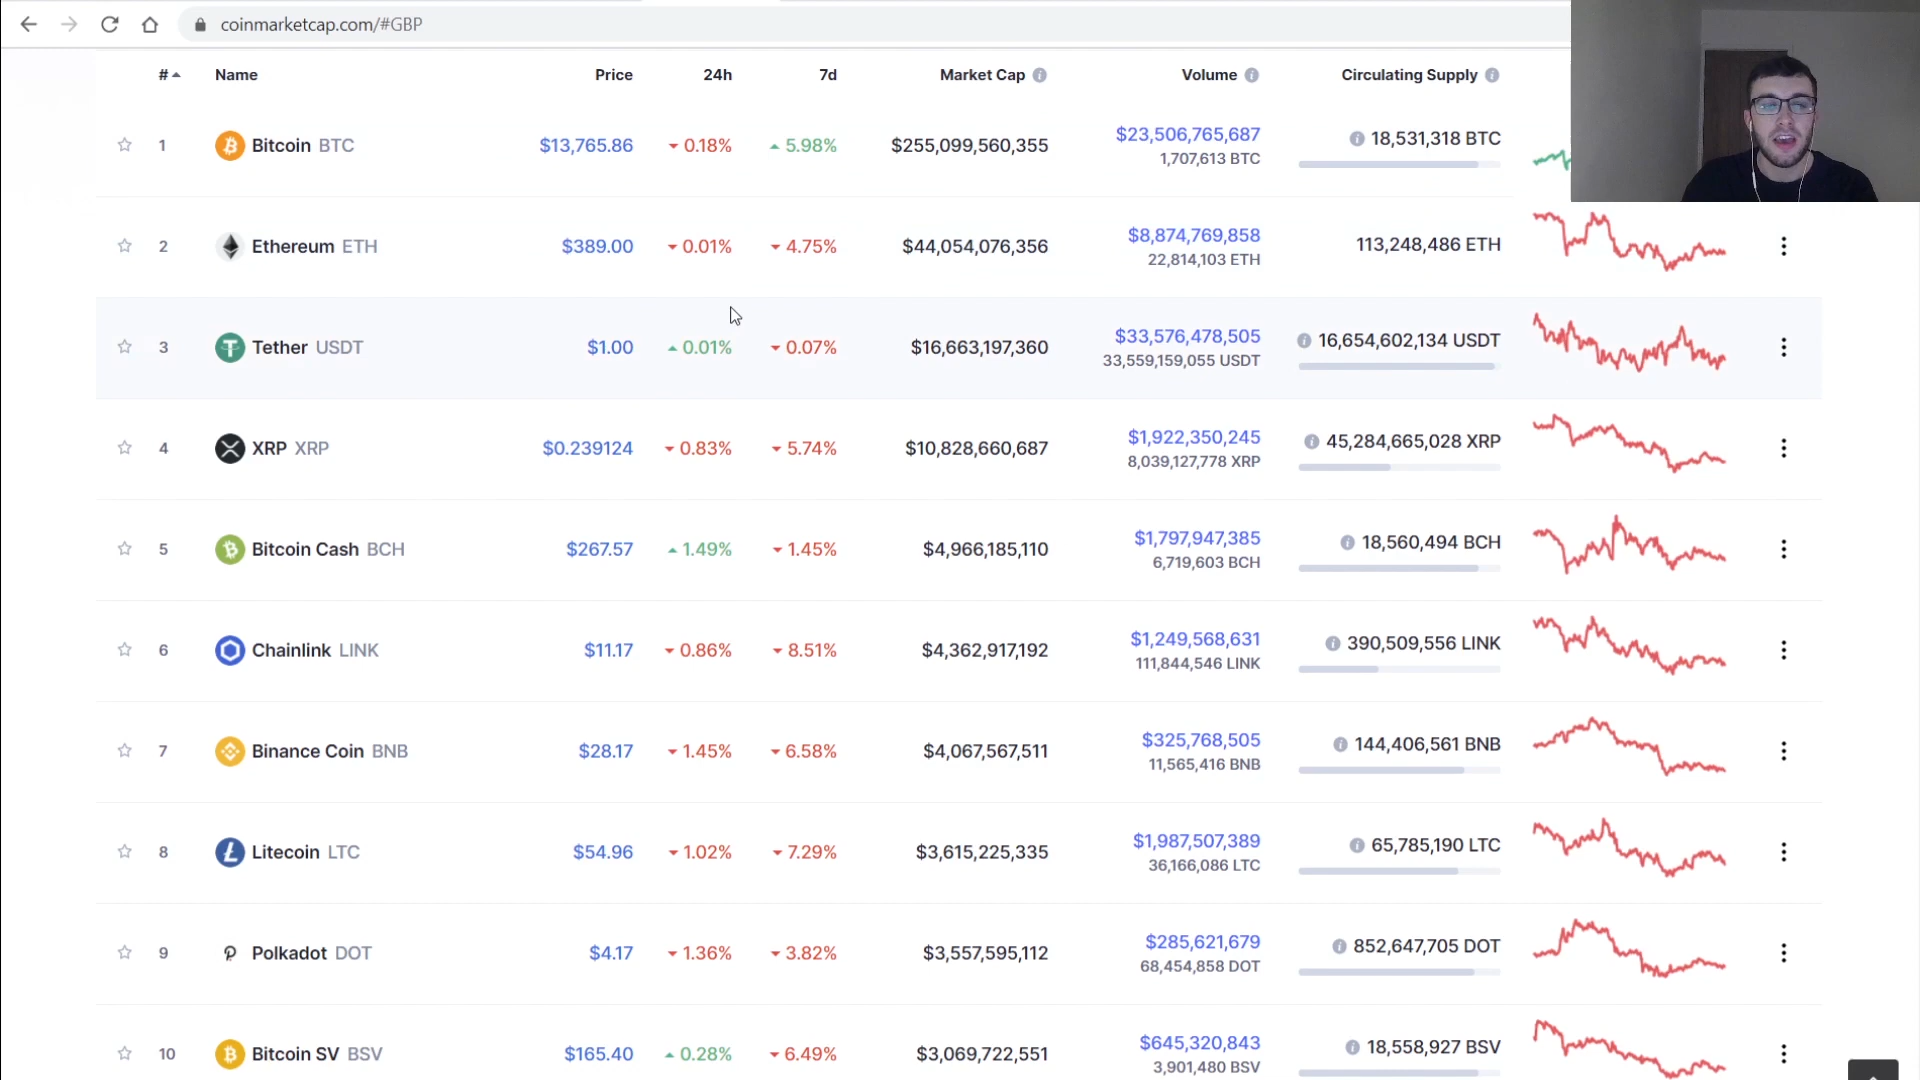 coinmarketcap.com/#GBP
# Name Price 24h 7d Market Cap Volume Circulating Supply
1 Bitcoin BTC $13,765.86 0.18% 5.98% $255,099,560,355 $23,506,765,687 18,531,318 BTC
1,707,613 BTC
2 Ethereum ETH $389.00 0.01% 4.75% $44,054,076,356 $8,874,769,858 113,248,486 ETH
22,814,103 ETH
3 Tether USDT $1.00 0.01% 0.07% $16,663,197,360 $33,576,478,505 16,654,602,134 USDT
33,559,159,055 USDT
4 XRP XRP $0.239124 0.83% 5.74% $10,828,660,687 $1,922,350,245 45,284,665,028 XRP
8,039,127,778 XRP
5 Bitcoin Cash BCH $267.57 1.49% 1.45% $4,966,185,110 $1,797,947,385 18,560,494 BCH
6,719,603 BCH
6 Chainlink LINK $11.17 0.86% 8.51% $4,362,917,192 $1,249,568,631 390,509,556 LINK
111,844,546 LINK
7 Binance Coin BNB $28.17 1.45% 6.58% $4,067,567,511 $325,768,505 144,406,561 BNB
11,565,416 BNB
8 Litecoin LTC $54.96 1.02% 7.29% $3,615,225,335 $1,987,507,389 65,785,190 LTC
36,166,086 LTC
9 Polkadot DOT $4.17 1.36% 3.82% $3,557,595,112 $285,621,679 852,647,705 DOT
68,454,858 DOT
10 Bitcoin SV BSV $165.40 0.28% 6.49% $3,069,722,551 $645,320,843 18,558,927 BSV
3,901,480 BSV